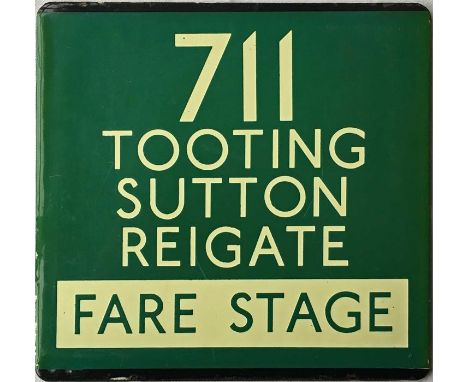 711
TOOTING
SUTTON
REIGATE
FARE STAGE